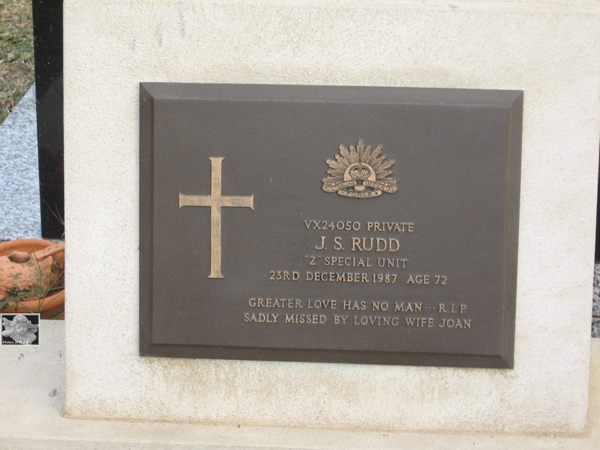 VX24050 PRIVATE
J. S. RUDD
"Z" SPECIAL UNIT
23RD DECEMBER 1987 AGE 72
GREATER LOVE HAS NO MAN ··· R.I.P
SADLY MISSED BY LOVING WIFE JOAN